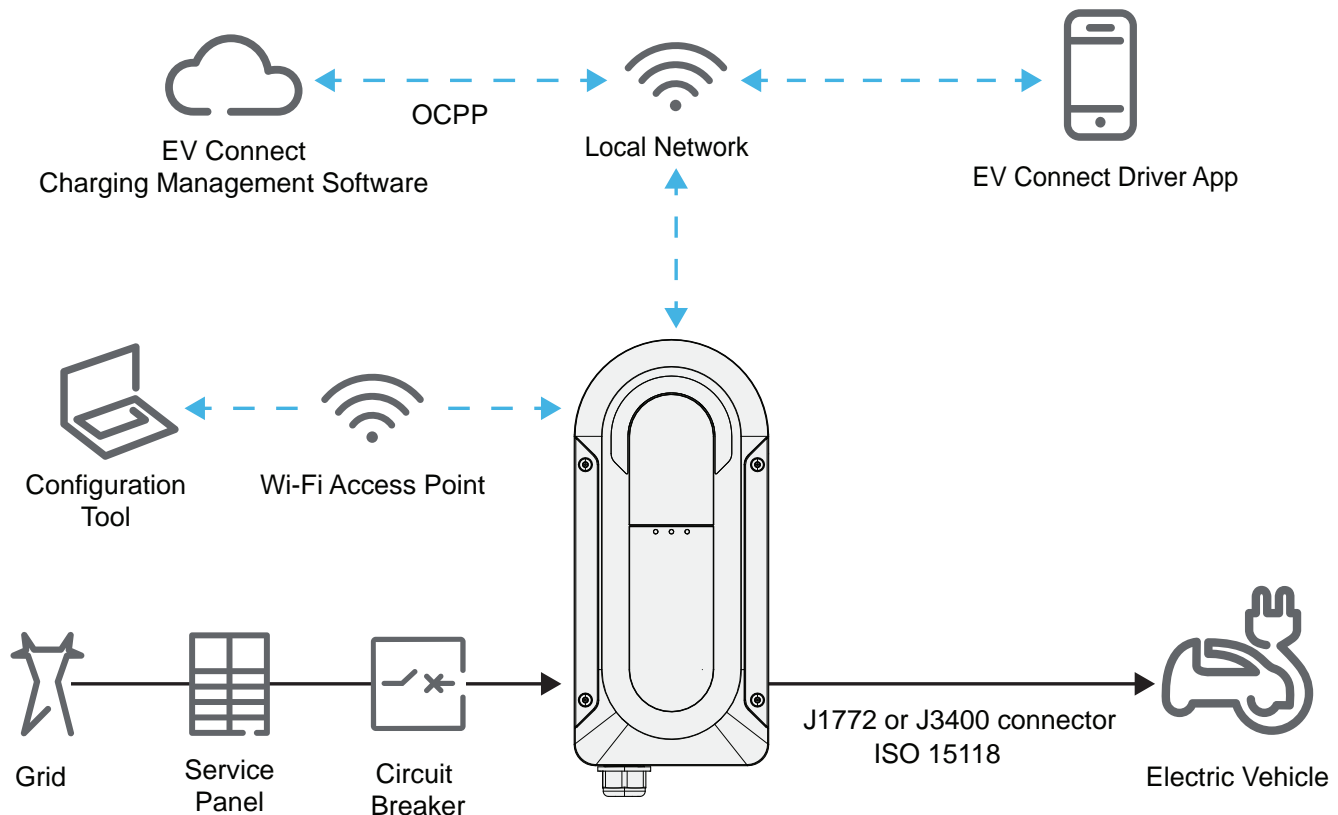 OCPP
EV Connect
Charging Management Software
Local Network
EV Connect Driver App
Configuration
Tool
Wi-Fi Access Point
J1772 or J3400 connector
ISO 15118
Grid
Service
Panel
Circuit
Breaker
Electric Vehicle